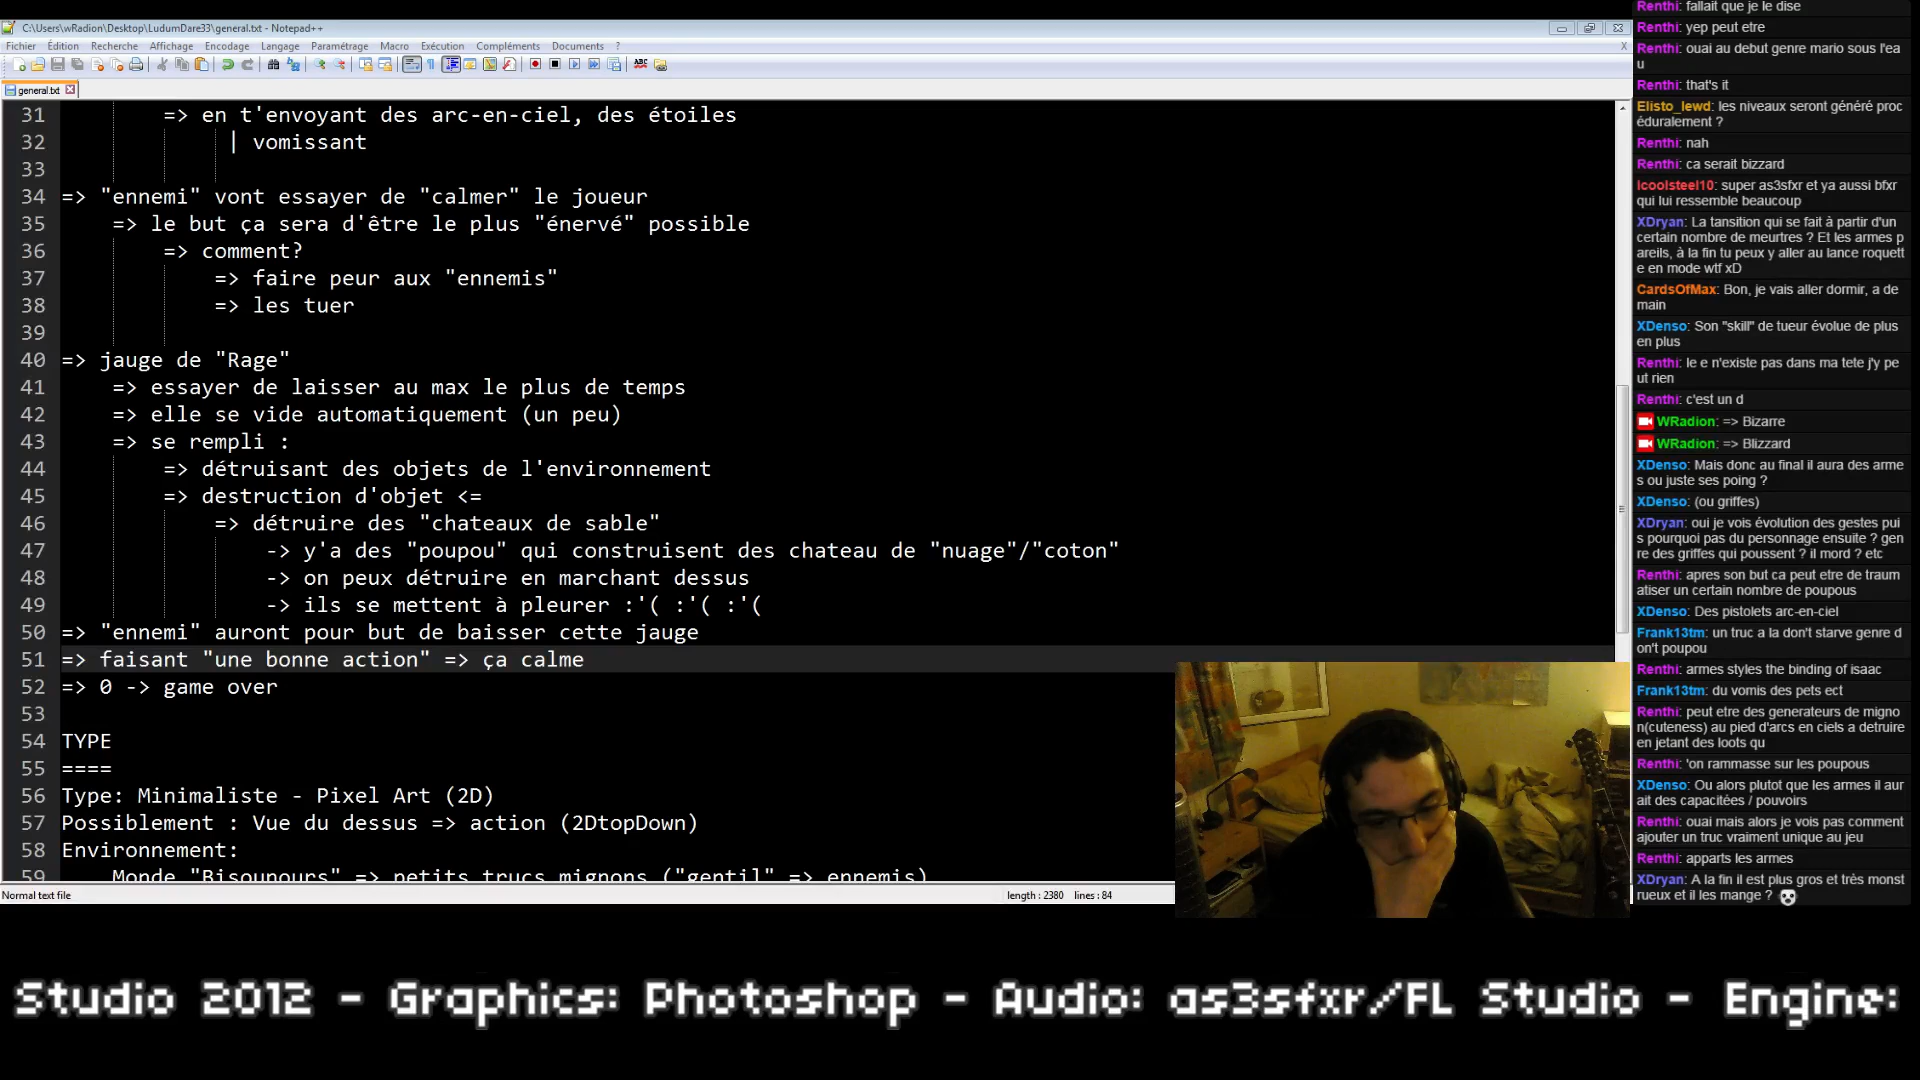 C:\Users\wRadion\Desktop\LudumDare33\general.txt - Notepad++
Fichier Édition Recherche Affichage Encodage Langage Paramétrage Macro Exécution Compléments Documents ? X
general.txt
31 => en t'envoyant des arc-en-ciel, des étoiles
32 | vomissant
33
34 => "ennemi" vont essayer de "calmer" le joueur
35 => le but ça sera d'être le plus "énervé" possible
36 => comment?
37 => faire peur aux "ennemis"
38 => les tuer
39
40 => jauge de "Rage"
41 => essayer de laisser au max le plus de temps
42 => elle se vide automatiquement (un peu)
43 => se rempli :
44 => détruisant des objets de l'environnement
45 => destruction d'objet <=
46 => détruire des "chateaux de sable"
47 -> y'a des "poupou" qui construisent des chateau de "nuage"/"coton"
48 -> on peux détruire en marchant dessus
49 -> ils se mettent à pleurer :'( :'( :'(
50 => "ennemi" auront pour but de baisser cette jauge
51 => faisant "une bonne action" => ça calme
52 => 0 -> game over
53
54 TYPE
55 ====
56 Type: Minimaliste - Pixel Art (2D)
57 Possiblement : Vue du dessus => action (2DtopDown)
58 Environnement:
59 Monde "Bisounours" => petits trucs mignons ("gentil" => ennemis)
Normal text file length : 2380 lines : 84
Renthi: fallait que je le dise
Renthi: yep peut etre
Renthi: ouai au debut genre mario sous l'ea
u
Renthi: that's it
Elisto_lewd: les niveaux seront généré proc
éduralement ?
Renthi: nah
Renthi: ca serait bizzard
lcoolsteel10: super as3sfxr et ya aussi bfxr
qui lui ressemble beaucoup
XDryan: La tansition qui se fait à partir d'un
certain nombre de meurtres ? Et les armes p
areils, à la fin tu peux y aller au lance roquett
e en mode wtf xD
CardsOfMax: Bon, je vais aller dormir, a de
main
XDenso: Son "skill" de tueur évolue de plus
en plus
Renthi: le e n'existe pas dans ma tete j'y pe
ut rien
Renthi: c'est un d
WRadion: => Bizarre
WRadion: => Blizzard
XDenso: Mais donc au final il aura des arme
s ou juste ses poing ?
XDenso: (ou griffes)
XDryan: oui je vois évolution des gestes pui
s pourquoi pas du personnage ensuite ? gen
re des griffes qui poussent ? il mord ? etc
Renthi: apres son but ca peut etre de traum
atiser un certain nombre de poupous
XDenso: Des pistolets arc-en-ciel
Frank13tm: un truc a la don't starve genre d
on't poupou
Renthi: armes styles the binding of isaac
Frank13tm: du vomis des pets ect
Renthi: peut etre des generateurs de migno
n(cuteness) au pied d'arcs en ciels a detruire
en jetant des loots qu
Renthi: 'on rammasse sur les poupous
XDenso: Ou alors plutot que les armes il aur
ait des capacitées / pouvoirs
Renthi: ouai mais alors je vois pas comment
ajouter un truc vraiment unique au jeu
Renthi: apparts les armes
XDryan: A la fin il est plus gros et très monst
rueux et il les mange ?
Studio 2012 - Graphics: Photoshop - Audio: as3sfxr/FL Studio - Engine: